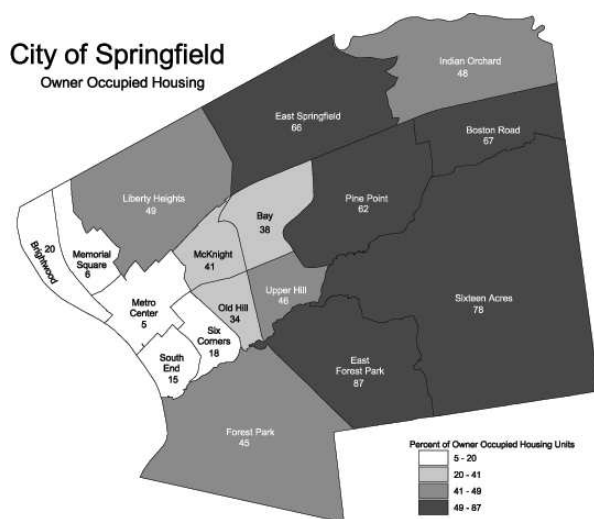 City of Springfield
Owner Occupied Housing
Indian Orchard
48
East Springfield
66
Boston Road
67
Liberty Heights
49
Pine Point
62
Bay
38
McKnight
41
20
Brightwood
Memorial
Square
6
Upper Hill
46
Sixteen Acres
78
Metro
Center
5
Old Hill
34
Six
Corners
18
South
End
15
East
Forest Park
87
Forest Park
45
Percent of Owner Occupied Housing Units
5 - 20
20 - 41
41 - 49
49 - 87